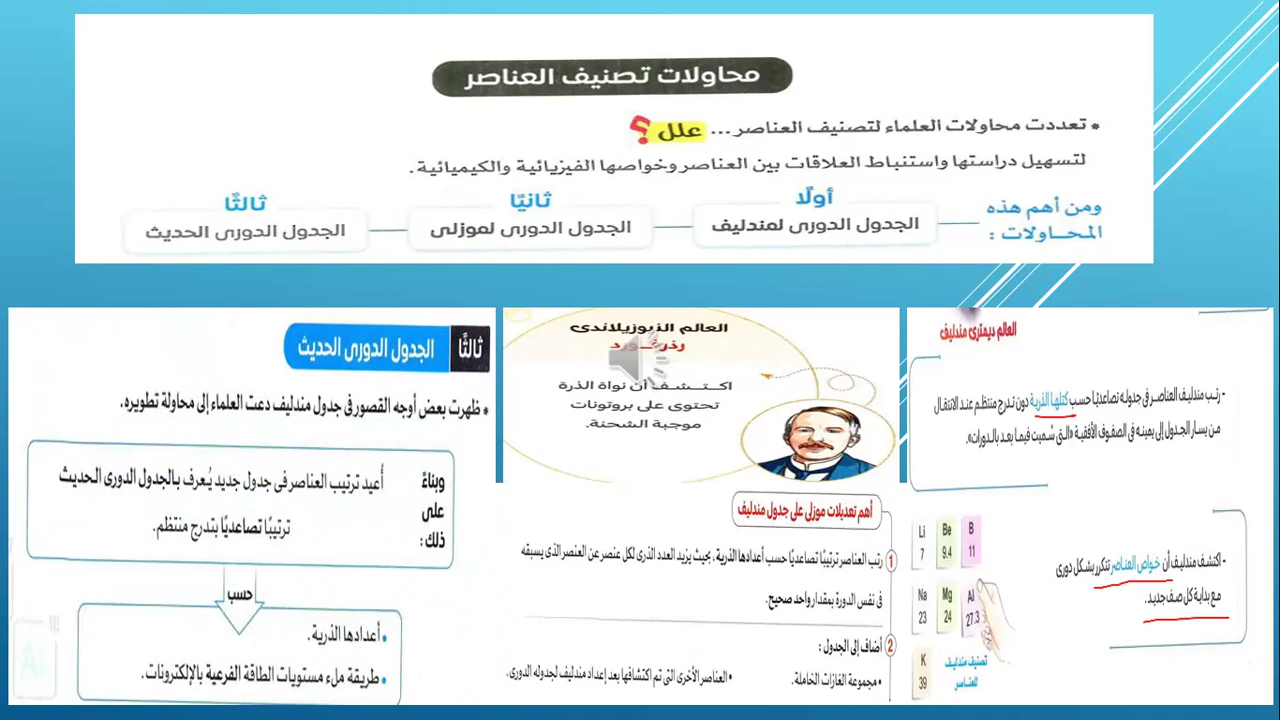 محاولات تصنيف العناصر
* تعددت محاولات العلماء لتصنيف العناصر ... علل ؟
لتسهيل دراستها واستنباط العلاقات بين العناصر وخواصها الفيزيائية والكيميائية .
ومن أهم هذه
المحاولات :
أولًا
الجدول الدورى لمندليف
ثانيًا
الجدول الدورى لموزلى
ثالثًا
الجدول الدورى الحديث
العالم ديمترى مندليف
- رتب مندليف العناصر فى جدوله تصاعديًا حسب كتلها الذرية دون تدرج منتظم عند الانتقال
من يسار الجدول إلى يمينه فى الصفوف الأفقية «التى سُميت فيما بعد بالدورات».
- اكتشف مندليف أن خواص العناصر تتكرر بشكل دورى
مع بداية كل صف جديد .
Li Be B
7 9.4 11
Na Mg Al
23 24 27.3
K
39
تصنيف مندليف
للعناصر
العالم النيوزيلاندى
رذرفورد
اكتشف أن نواة الذرة
تحتوى على بروتونات
موجبة الشحنة.
أهم تعديلات موزلى على جدول مندليف
1 رتب العناصر ترتيبًا تصاعديًا حسب أعدادها الذرية، بحيث يزيد العدد الذرى لكل عنصر عن العنصر الذى يسبقه
فى نفس الدورة بمقدار واحد صحيح.
2 أضاف إلى الجدول :
• مجموعة الغازات الخاملة.
• العناصر الأخرى التى تم اكتشافها بعد إعداد مندليف لجدوله الدورى.
ثالثًا
الجدول الدورى الحديث
* ظهرت بعض أوجه القصور فى جدول مندليف دعت العلماء إلى محاولة تطويره.
وبناءً
على
ذلك :
أُعيد ترتيب العناصر فى جدول جديد يُعرف بالجدول الدورى الحديث
ترتيبًا تصاعديًا بتدرج منتظم.
حسب
• أعدادها الذرية .
• طريقة ملء مستويات الطاقة الفرعية بالإلكترونات.